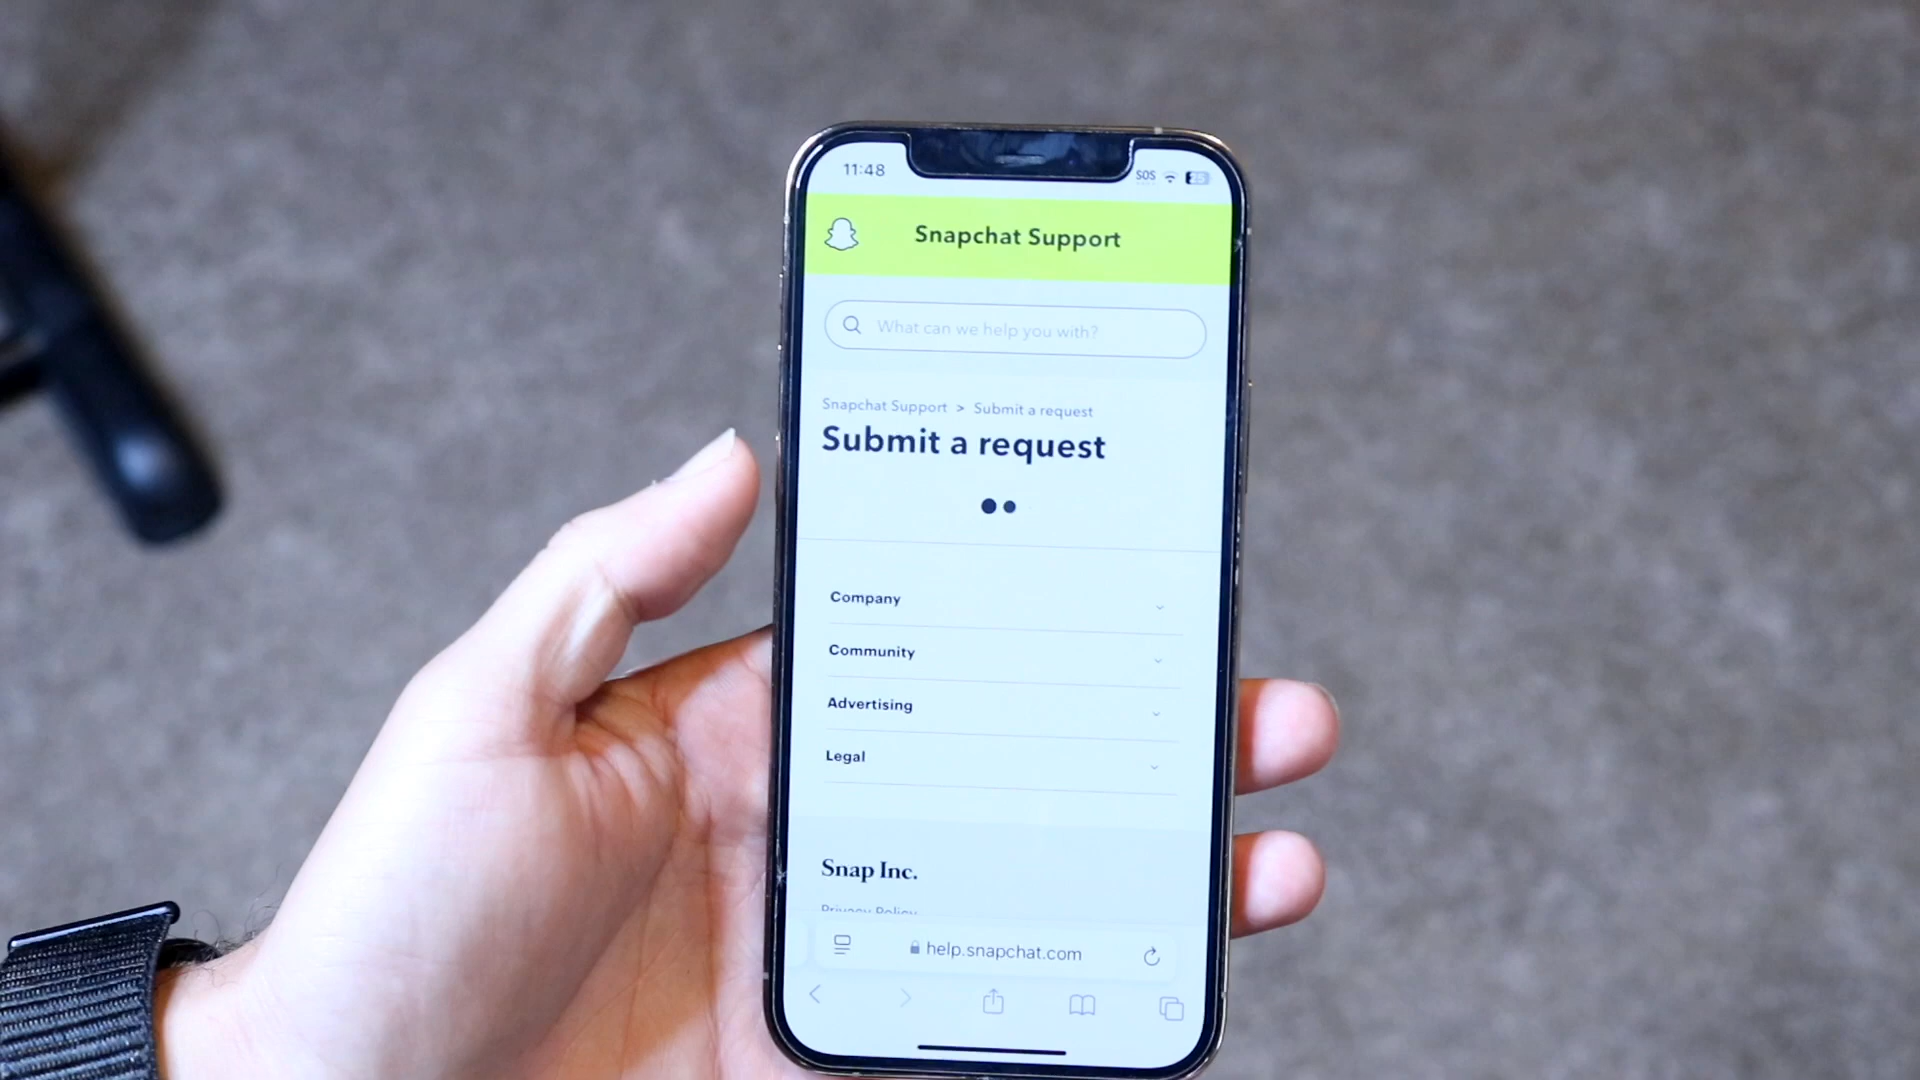 11:48
SOS
Snapchat Support
What can we help you with?
Snapchat Support > Submit a request
Submit a request
Company
Community
Advertising
Legal
Snap Inc.
Privacy Policy
help.snapchat.com